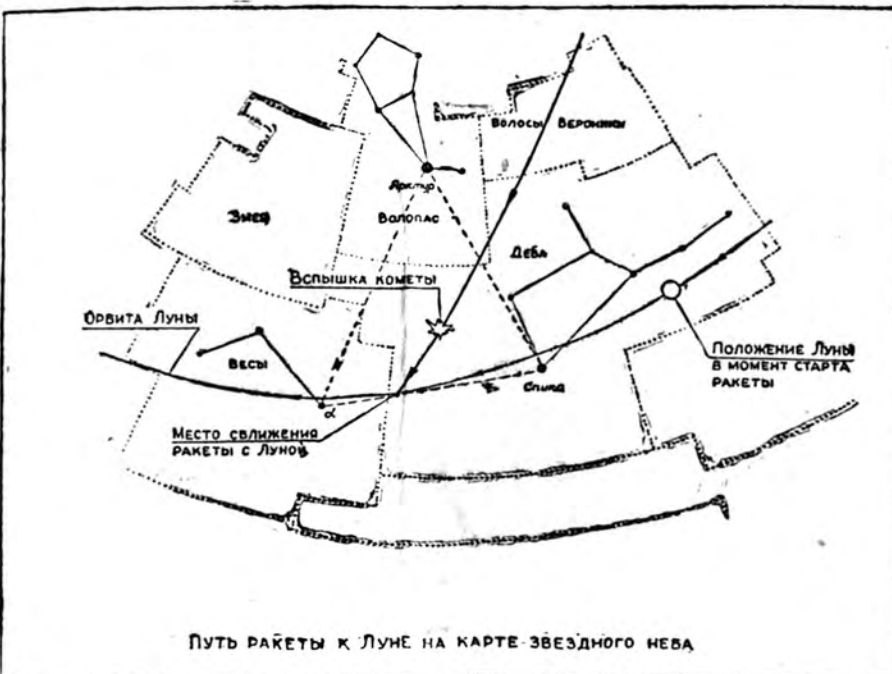 Волосы Вероники
Арктур
Змея
Волопас
Дева
Вспышка кометы
Орбита Луны
Весы
Положение Луны
в момент старта
ракеты
Спика
α
Место сближения
ракеты с Луной
Путь ракеты к Луне на карте звездного неба